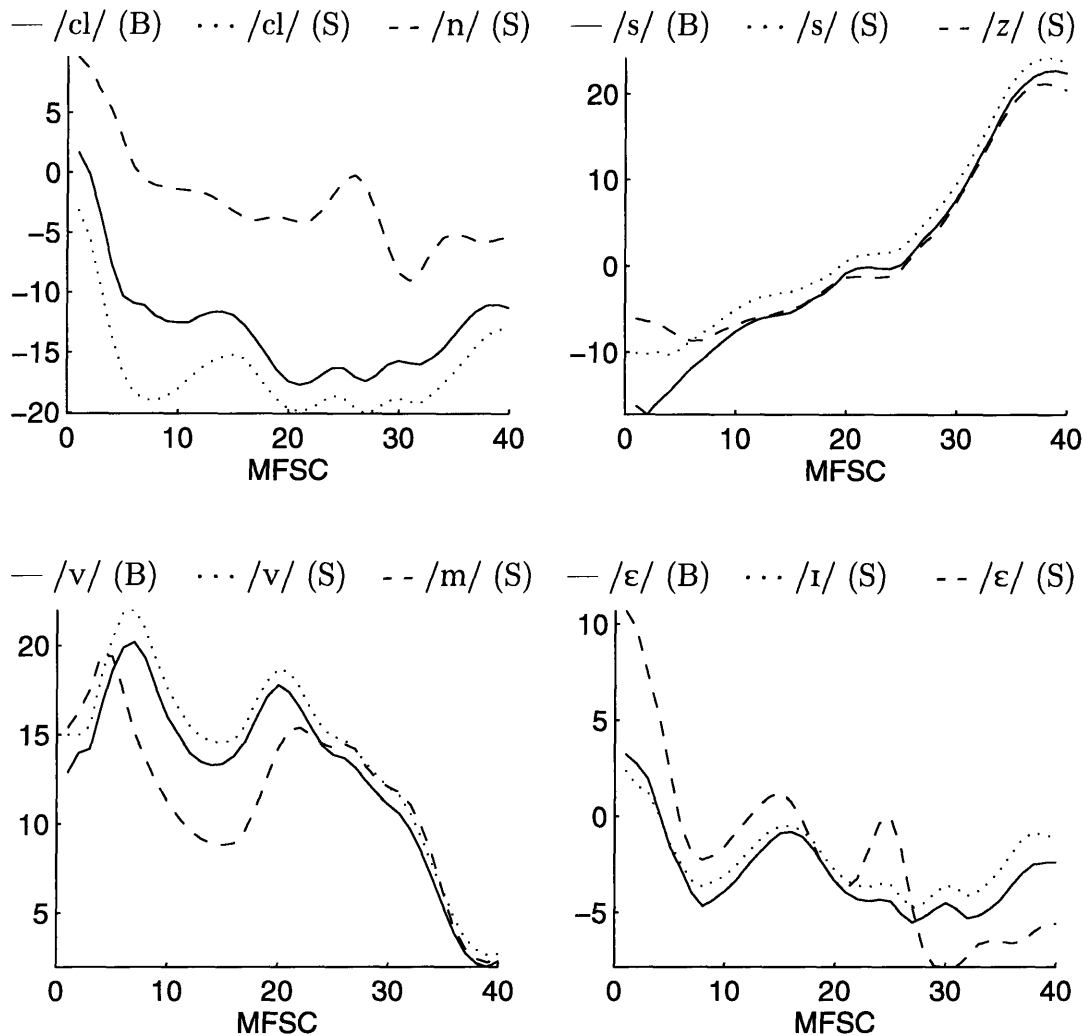 — /cl/ (B) ··· /cl/ (S) -- /n/ (S)
5
0
−5
−10
−15
−20
0 10 20 30 40
MFSC
— /s/ (B) ··· /s/ (S) -- /z/ (S)
20
10
0
−10
0 10 20 30 40
MFSC
— /v/ (B) ··· /v/ (S) -- /m/ (S)
20
15
10
5
0 10 20 30 40
MFSC
— /ɛ/ (B) ··· /ɪ/ (S) -- /ɛ/ (S)
10
5
0
−5
0 10 20 30 40
MFSC